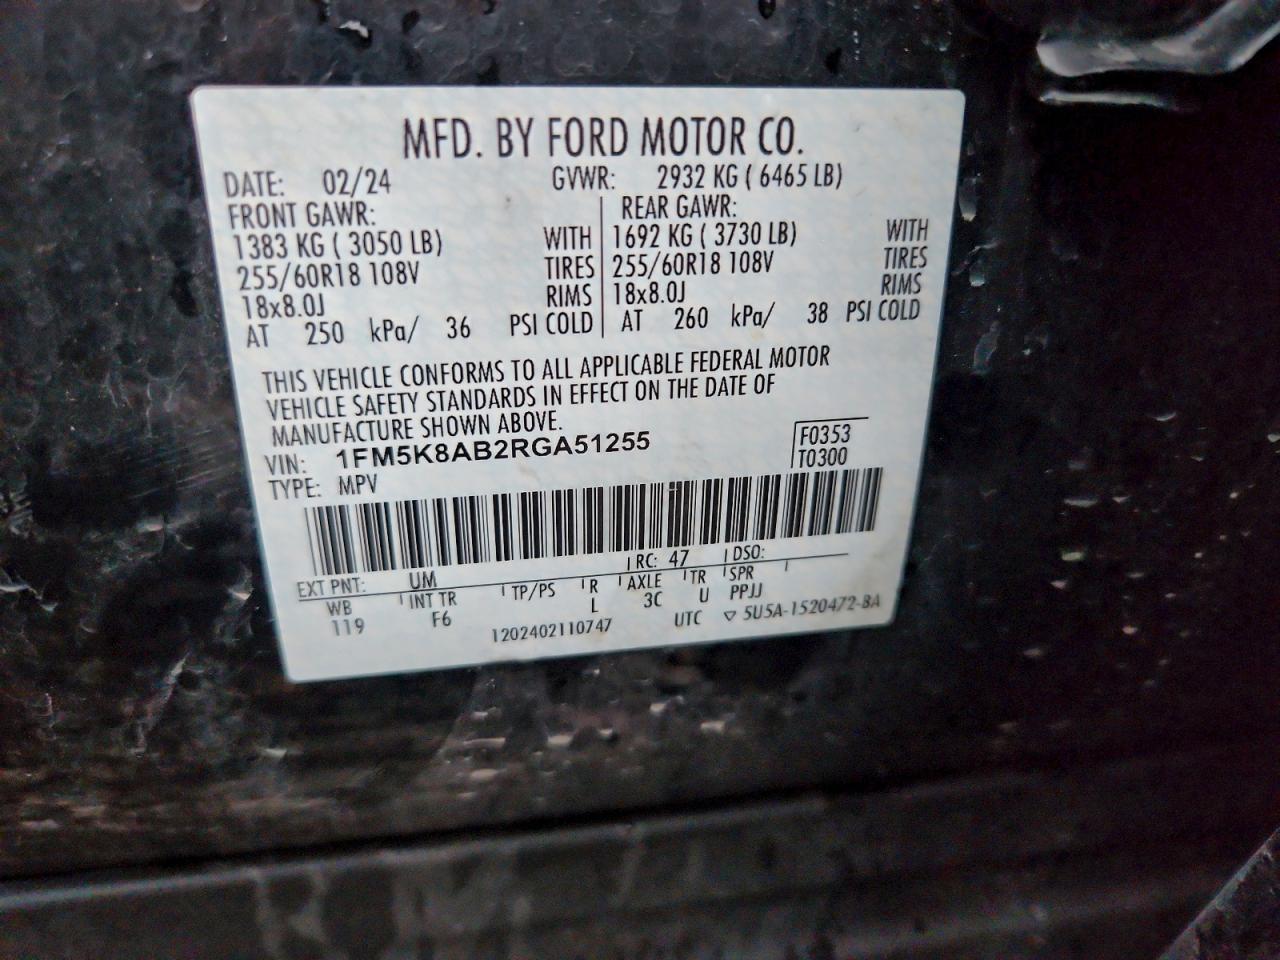 MFD. BY FORD MOTOR CO.
DATE: 02/24 GVWR: 2932 KG ( 6465 LB)
FRONT GAWR: REAR GAWR:
1383 KG ( 3050 LB) WITH 1692 KG ( 3730 LB) WITH
255/60R18 108V TIRES 255/60R18 108V TIRES
18x8.0J RIMS 18x8.0J RIMS
AT 250 kPa/ 36 PSI COLD AT 260 kPa/ 38 PSI COLD
THIS VEHICLE CONFORMS TO ALL APPLICABLE FEDERAL MOTOR
VEHICLE SAFETY STANDARDS IN EFFECT ON THE DATE OF
MANUFACTURE SHOWN ABOVE.
VIN: 1FM5K8AB2RGA51255 F0353
TYPE: MPV T0300
EXT PNT: UM RC: 47 DSO:
WB INT TR TP/PS R AXLE TR SPR
119 F6 L 3C U PPJJ
1202402110747 UTC ▽ 5U5A-1520472-BA